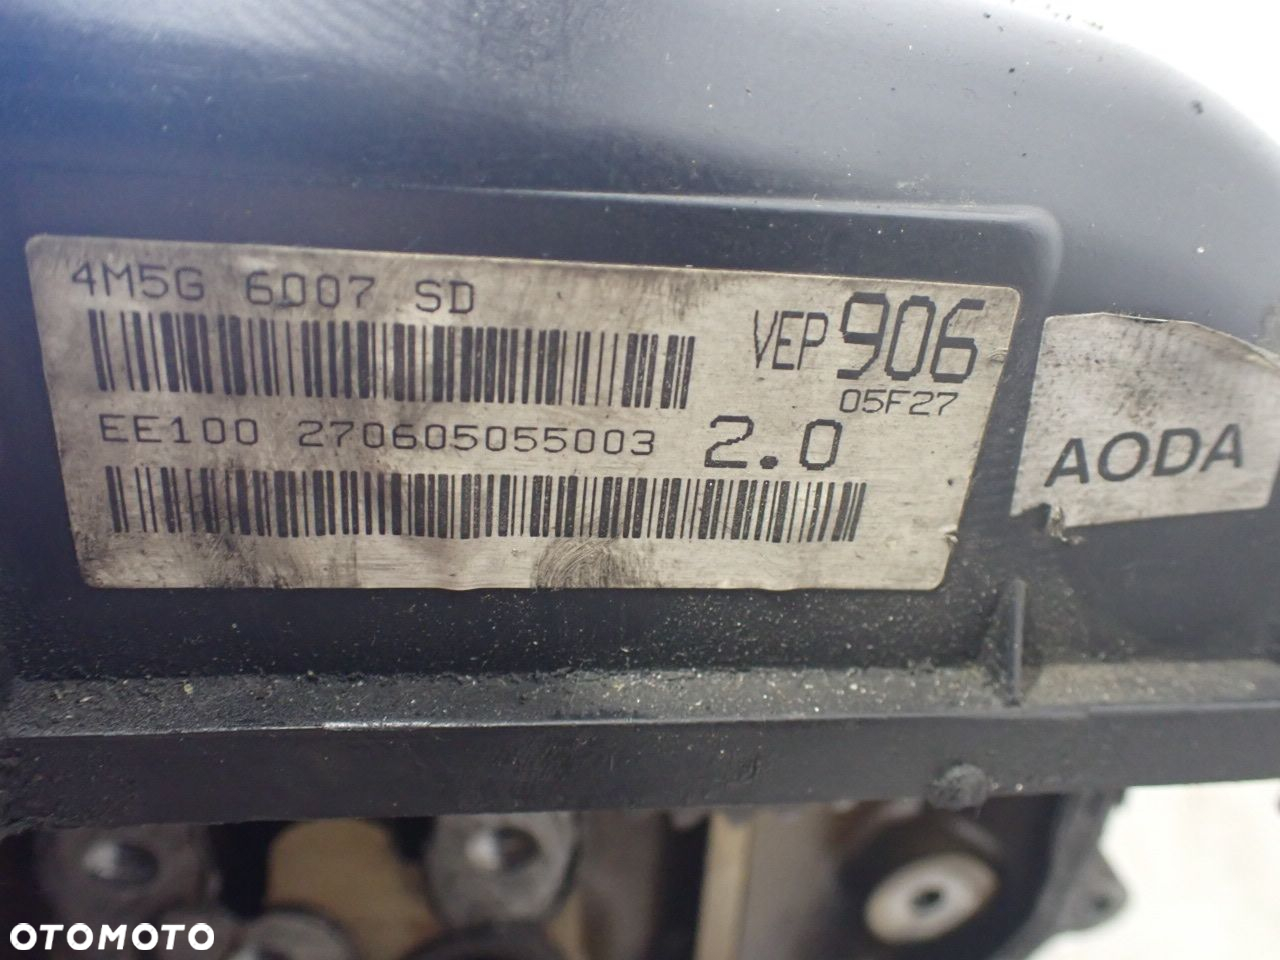 4M5G 6007 SD
VEP 906
05F27
EE100 270605055003 2.0
AODA
OTOMOTO